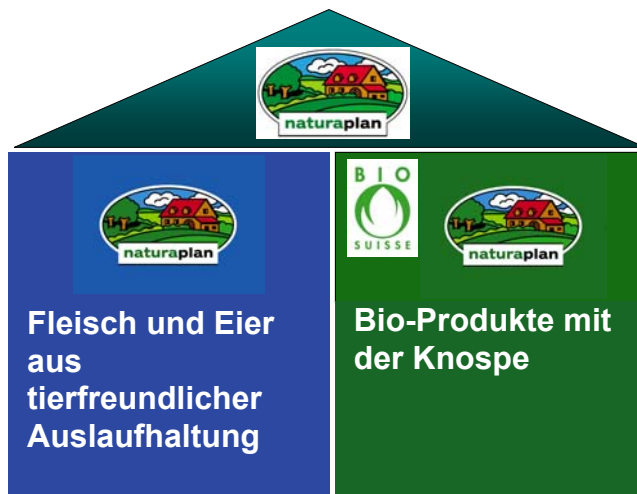 naturaplan
naturaplan
Fleisch und Eier
aus
tierfreundlicher
Auslaufhaltung
BIO
SUISSE
naturaplan
Bio-Produkte mit
der Knospe